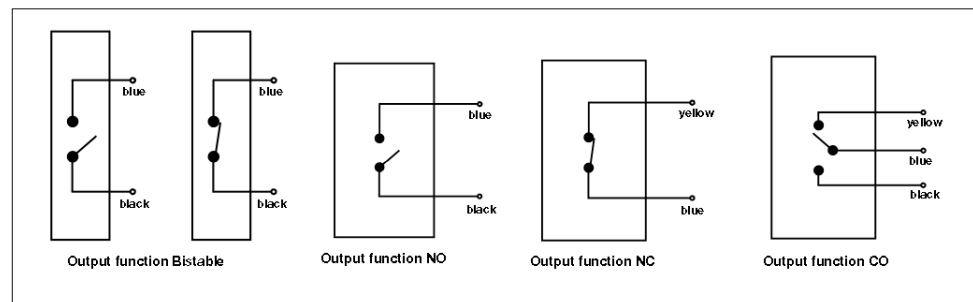 blue
black
blue
black
Output function Bistable
blue
black
Output function NO
yellow
blue
Output function NC
yellow
blue
black
Output function CO